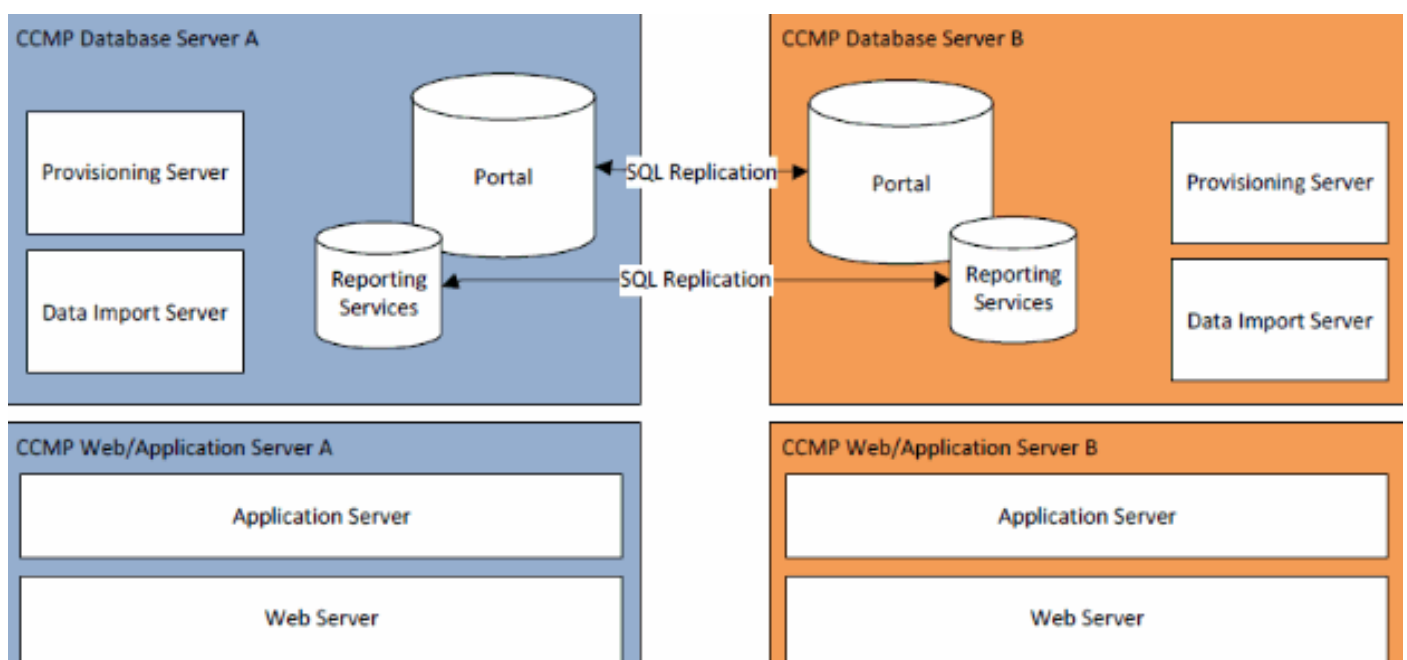 CCMP Database Server A
CCMP Database Server B
Provisioning Server
Portal
SQL Replication
Portal
Provisioning Server
Data Import Server
Reporting
Services
SQL Replication
Reporting
Services
Data Import Server
CCMP Web/Application Server A
CCMP Web/Application Server B
Application Server
Application Server
Web Server
Web Server